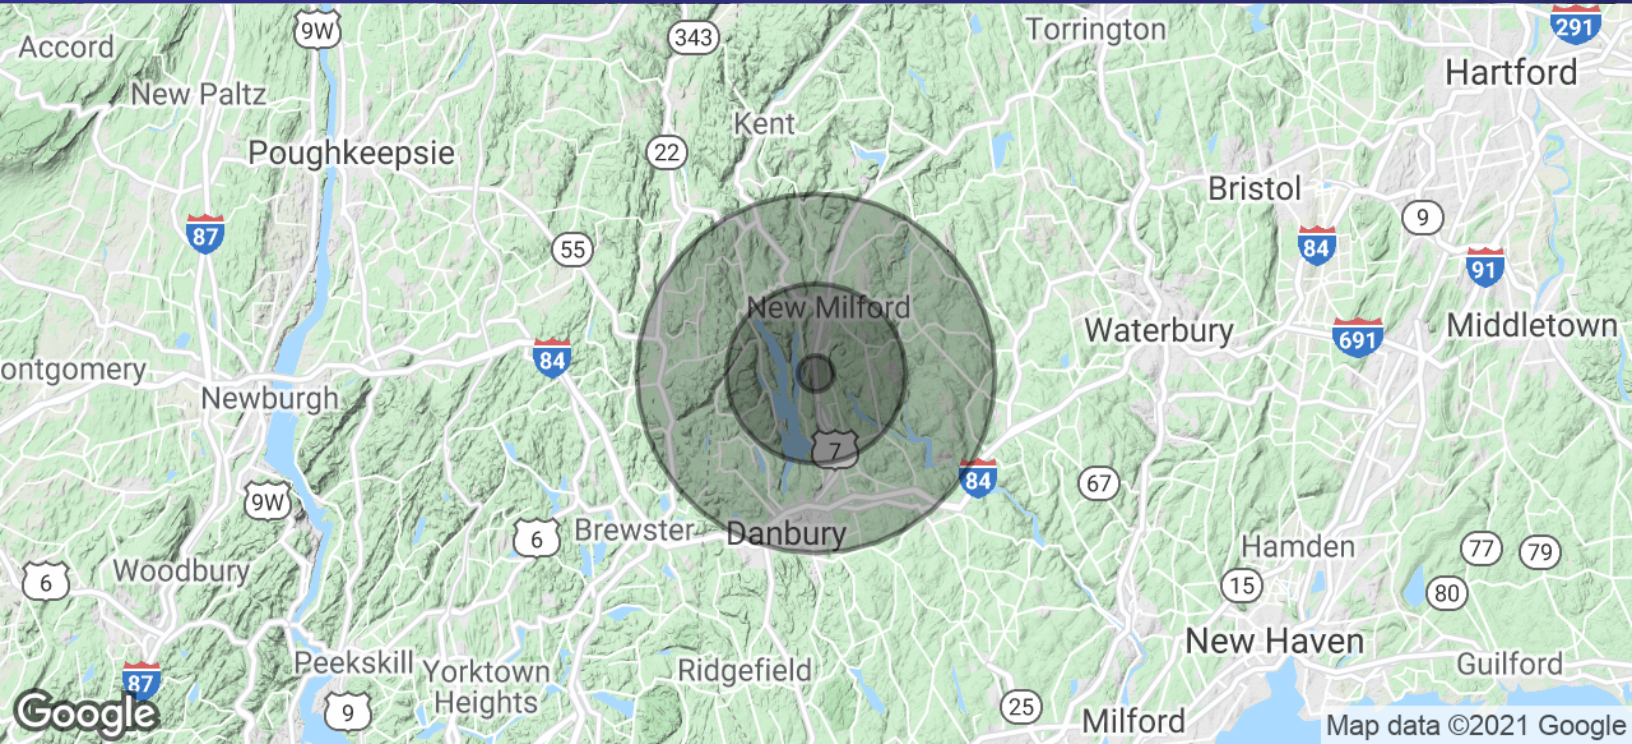 9W
343
Torrington
291
Accord
Hartford
New Paltz
Kent
Poughkeepsie
22
Bristol
9
87
55
84
91
New Milford
Waterbury
Middletown
691
84
ontgomery
Newburgh
7
84
67
9W
6
Brewster
Danbury
Hamden
77
79
Woodbury
6
15
80
New Haven
Peekskill
Yorktown
Heights
Ridgefield
Guilford
87
Google
9
25
Milford
Map data ©2021 Google